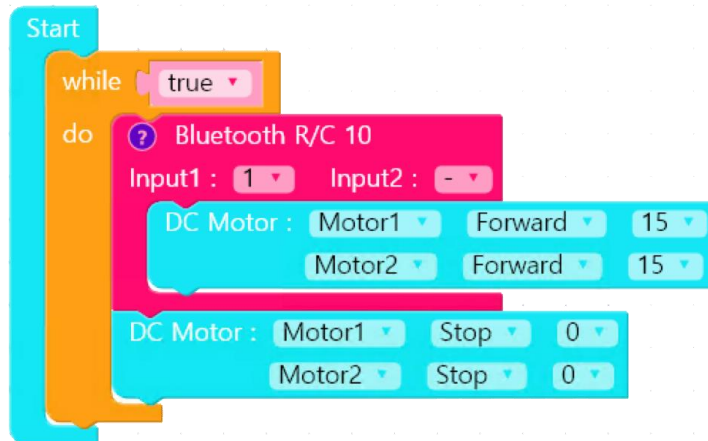 Start
while true
do ? Bluetooth R/C 10
Input1 : 1 Input2 : -
DC Motor : Motor1 Forward 15
Motor2 Forward 15
DC Motor : Motor1 Stop 0
Motor2 Stop 0